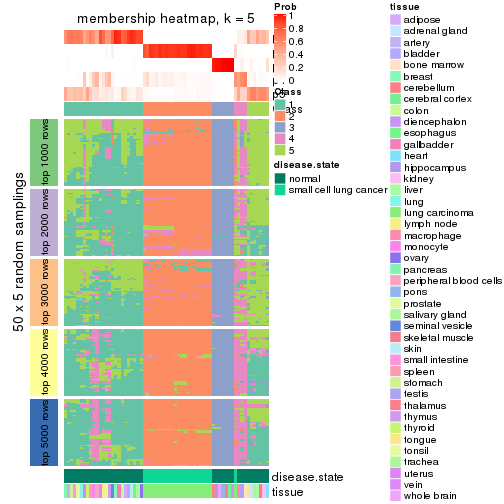 membership heatmap, k = 5
50 x 5 random samplings
top 1000 rows
top 2000 rows
top 3000 rows
top 4000 rows
top 5000 rows
disease.state
tissue
Prob
1
0.8
0.6
0.4
0.2
0
Class
1
2
3
4
5
disease.state
normal
small cell lung cancer
tissue
adipose
adrenal gland
artery
bladder
bone marrow
breast
cerebellum
cerebral cortex
colon
diencephalon
esophagus
gallbladder
heart
hippocampus
kidney
liver
lung
lung carcinoma
lymph node
macrophage
monocyte
ovary
pancreas
peripheral blood cells
pons
prostate
salivary gland
seminal vesicle
skeletal muscle
skin
small intestine
spleen
stomach
testis
thalamus
thymus
thyroid
tongue
tonsil
trachea
uterus
vein
whole brain